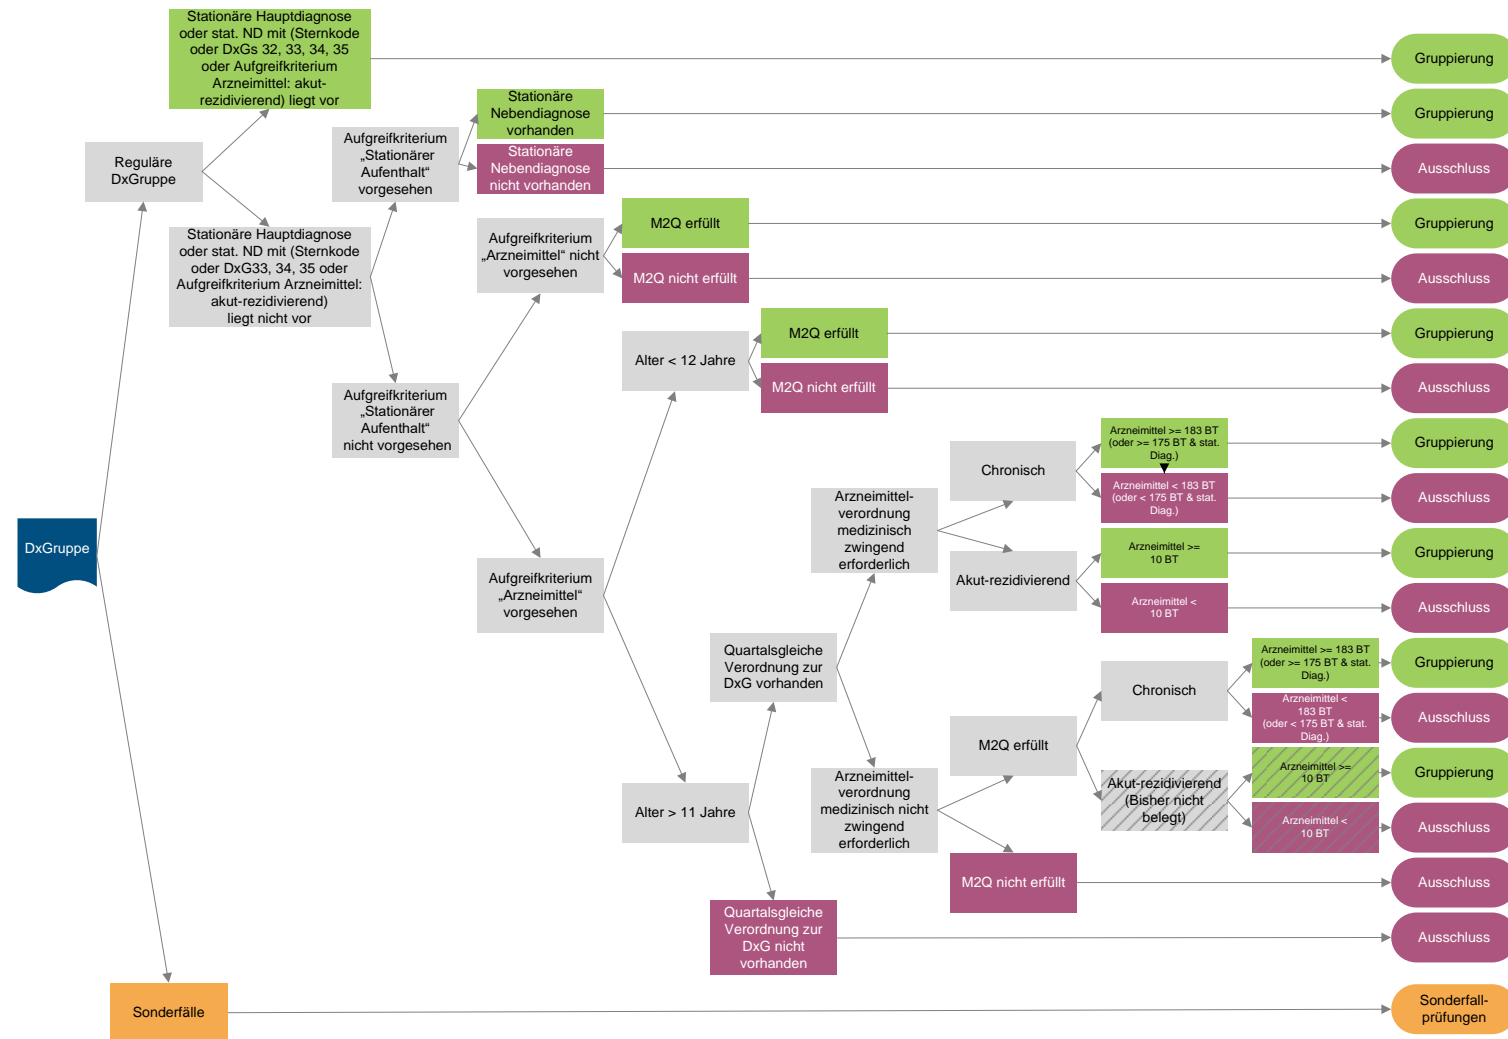 Stationäre Hauptdiagnose
oder stat. ND mit (Sternkode
oder DxGs 32, 33, 34, 35
oder Aufgreifkriterium
Arzneimittel: akut-
rezidivierend) liegt vor
Gruppierung
Stationäre
Nebendiagnose
vorhanden
Gruppierung
Aufgreifkriterium
„Stationärer
Aufenthalt"
vorgesehen
Stationäre
Nebendiagnose
nicht vorhanden
Ausschluss
Reguläre
DxGruppe
Stationäre Hauptdiagnose
oder stat. ND mit (Sternkode
oder DxG33, 34, 35 oder
Aufgreifkriterium Arzneimittel:
akut-rezidivierend)
liegt nicht vor
Aufgreifkriterium
„Arzneimittel" nicht
vorgesehen
M2Q erfüllt
Gruppierung
M2Q nicht erfüllt
Ausschluss
Alter < 12 Jahre
M2Q erfüllt
Gruppierung
M2Q nicht erfüllt
Ausschluss
Aufgreifkriterium
„Stationärer
Aufenthalt"
nicht vorgesehen
Chronisch
Arzneimittel >= 183 BT
(oder >= 175 BT & stat.
Diag.)
Gruppierung
Arzneimittel < 183 BT
(oder < 175 BT & stat.
Diag.)
Ausschluss
Arzneimittel-
verordnung
medizinisch
zwingend
erforderlich
DxGruppe
Aufgreifkriterium
„Arzneimittel"
vorgesehen
Akut-rezidivierend
Arzneimittel >=
10 BT
Gruppierung
Arzneimittel <
10 BT
Ausschluss
Quartalsgleiche
Verordnung zur
DxG vorhanden
Chronisch
Arzneimittel >= 183 BT
(oder >= 175 BT & stat.
Diag.)
Gruppierung
Arzneimittel <
183 BT
(oder < 175 BT & stat.
Diag.)
Ausschluss
M2Q erfüllt
Alter > 11 Jahre
Arzneimittel-
verordnung
medizinisch nicht
zwingend
erforderlich
Akut-rezidivierend
(Bisher nicht
belegt)
Arzneimittel >=
10 BT
Gruppierung
Arzneimittel <
10 BT
Ausschluss
M2Q nicht erfüllt
Ausschluss
Quartalsgleiche
Verordnung zur
DxG nicht
vorhanden
Ausschluss
Sonderfälle
Sonderfall-
prüfungen